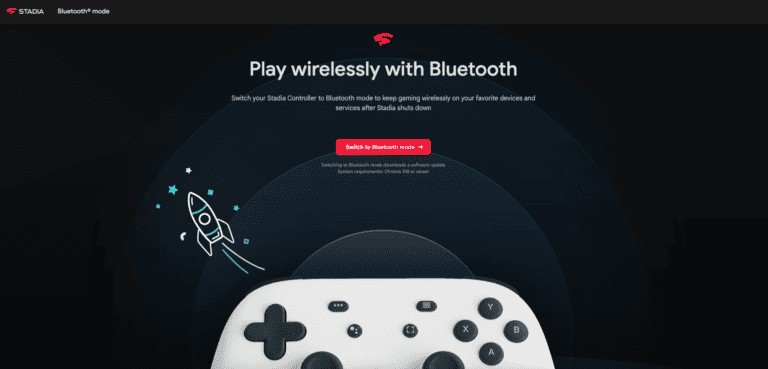 STADIA Bluetooth® mode
Play wirelessly with Bluetooth
Switch your Stadia Controller to Bluetooth mode to keep gaming wirelessly on your favorite devices and
services after Stadia shuts down
Switch to Bluetooth mode →
Switching to Bluetooth mode downloads a software update
System requirements: Chrome 108 or newer
Y
X B
A